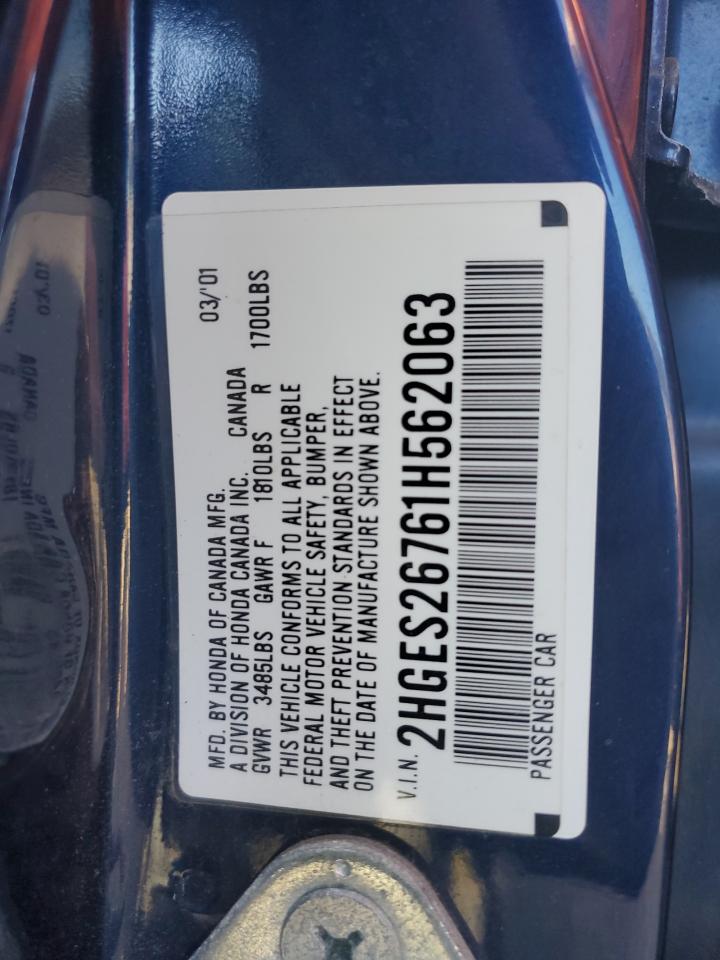 MFD. BY HONDA OF CANADA MFG. 03/'01
A DIVISION OF HONDA CANADA INC. CANADA
GVWR 3485LBS GAWR F 1810LBS R 1700LBS
THIS VEHICLE CONFORMS TO ALL APPLICABLE
FEDERAL MOTOR VEHICLE SAFETY, BUMPER,
AND THEFT PREVENTION STANDARDS IN EFFECT
ON THE DATE OF MANUFACTURE SHOWN ABOVE.
V.I.N. 2HGES26761H562063
PASSENGER CAR